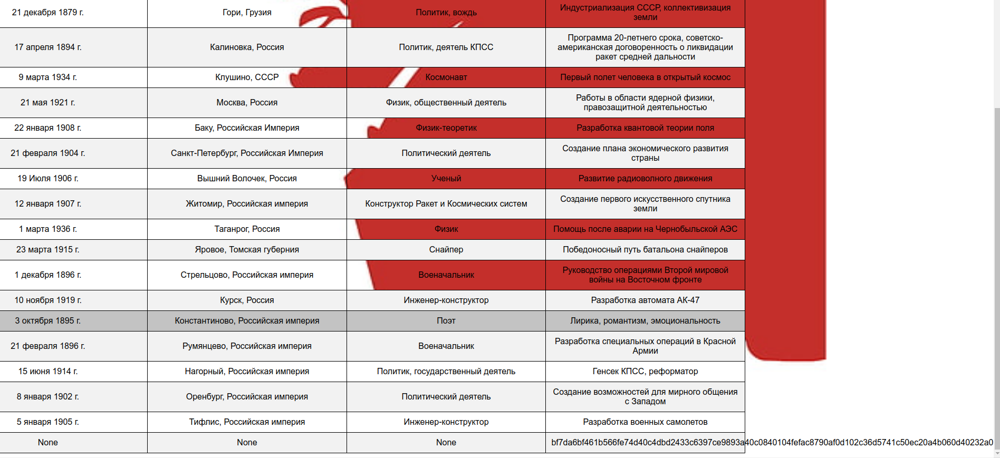 21 декабря 1879 г.
Гори, Грузия
Политик, вождь
Индустриализация СССР, коллективизация
земли
17 апреля 1894 г.
Калиновка, Россия
Политик, деятель КПСС
Программа 20-летнего срока, советско-
американская договоренность о ликвидации
ракет средней дальности
9 марта 1934 г.
Клушино, СССР
Космонавт
Первый полет человека в открытый космос
21 мая 1921 г.
Москва, Россия
Физик, общественный деятель
Работы в области ядерной физики,
правозащитной деятельностью
22 января 1908 г.
Баку, Российская Империя
Физик-теоретик
Разработка квантовой теории поля
21 февраля 1904 г.
Санкт-Петербург, Российская Империя
Политический деятель
Создание плана экономического развития
страны
19 Июля 1906 г.
Вышний Волочек, Россия
Ученый
Развитие радиоволного движения
12 января 1907 г.
Житомир, Российская империя
Конструктор Ракет и Космических систем
Создание первого искусственного спутника
земли
1 марта 1936 г.
Таганрог, Россия
Физик
Помощь после аварии на Чернобыльской АЭС
23 марта 1915 г.
Яровое, Томская губерния
Снайпер
Победоносный путь батальона снайперов
1 декабря 1896 г.
Стрельцово, Российская империя
Военачальник
Руководство операциями Второй мировой
войны на Восточном фронте
10 ноября 1919 г.
Курск, Россия
Инженер-конструктор
Разработка автомата АК-47
3 октября 1895 г.
Константиново, Российская империя
Поэт
Лирика, романтизм, эмоциональность
21 февраля 1896 г.
Румянцево, Российская империя
Военачальник
Разработка специальных операций в Красной
Армии
15 июня 1914 г.
Нагорный, Российская империя
Политик, государственный деятель
Генсек КПСС, реформатор
8 января 1902 г.
Оренбург, Российская империя
Политический деятель
Создание возможностей для мирного общения
с Западом
5 января 1905 г.
Тифлис, Российская империя
Инженер-конструктор
Разработка военных самолетов
None
None
None
bf7da6bf461b566fe74d40c4dbd2433c6397ce9893a40c0840104fefac8790af0d102c36d5741c50ec20a4b060d40232a0